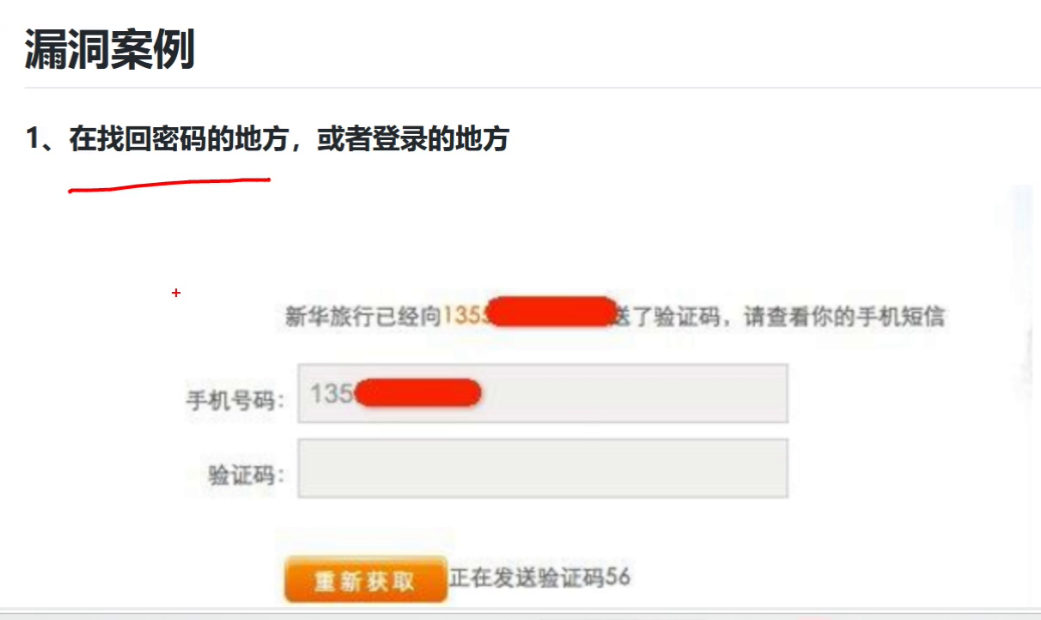 漏洞案例
1、在找回密码的地方，或者登录的地方
新华旅行已经向135 送了验证码，请查看你的手机短信
手机号码： 135
验证码：
重新获取 正在发送验证码56